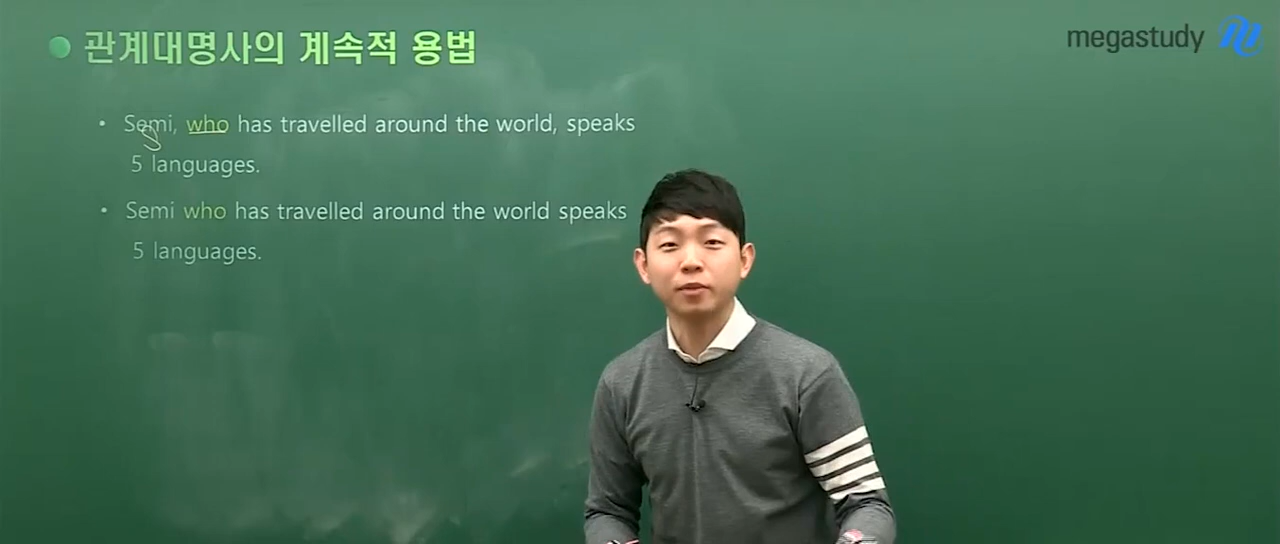 관계대명사의 계속적 용법
megastudy
• Semi, who has travelled around the world, speaks
5 languages.
• Semi who has travelled around the world speaks
5 languages.
S